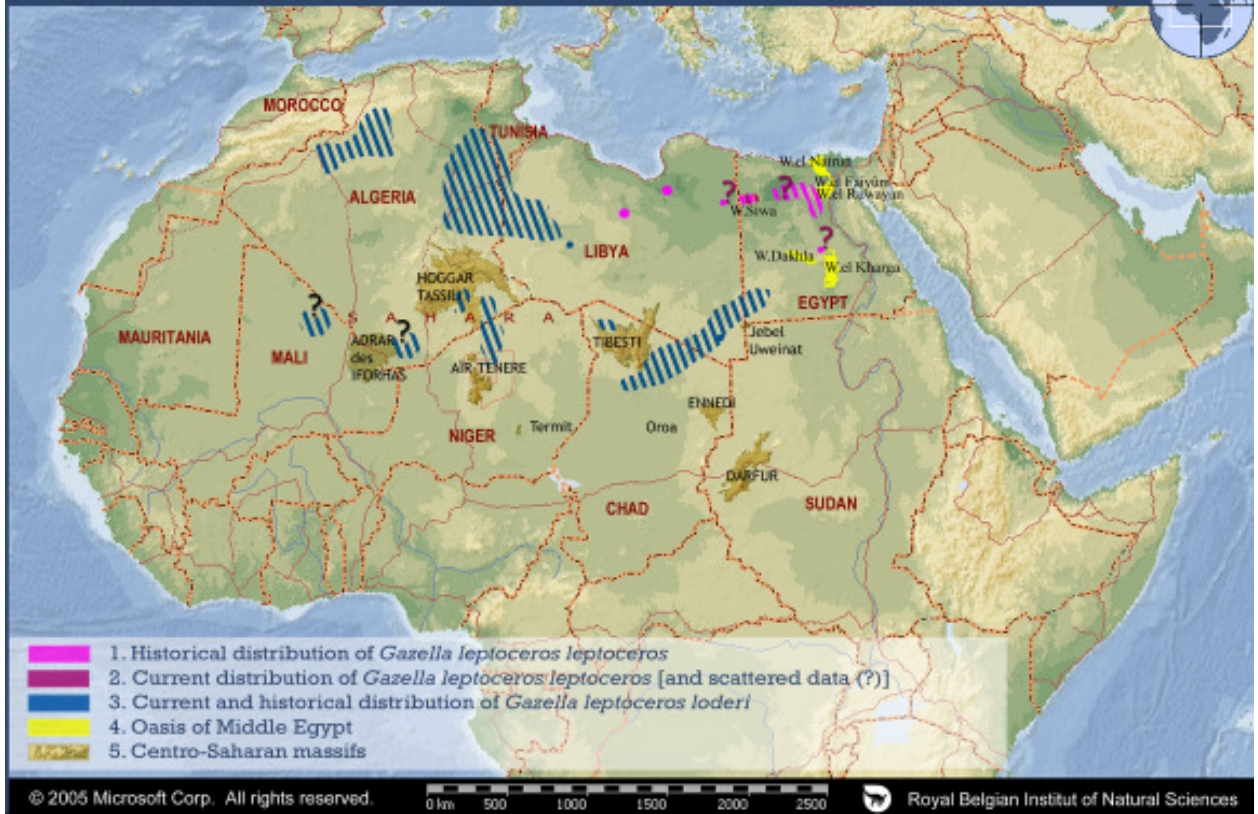 MOROCCO
TUNISIA
ALGERIA
LIBYA
EGYPT
W.el Natrun
W.el Faiyûm
W.el Ruwayan
?
?
W.Siwa
?
W.Dakhla
W.el Kharga
HOGGAR
TASSILI
S A H A R A
?
?
MAURITANIA
MALI
ADRAR
des
IFORHAS
AIR TENERE
TIBESTI
Jebel
Uweinat
NIGER
Termit
Oroa
ENNEDI
DARFUR
CHAD
SUDAN
1. Historical distribution of Gazella leptoceros leptoceros
2. Current distribution of Gazella leptoceros leptoceros [and scattered data (?)]
3. Current and historical distribution of Gazella leptoceros loderi
4. Oasis of Middle Egypt
5. Centro-Saharan massifs
© 2005 Microsoft Corp. All rights reserved.
0 km 500 1000 1500 2000 2500
Royal Belgian Institut of Natural Sciences